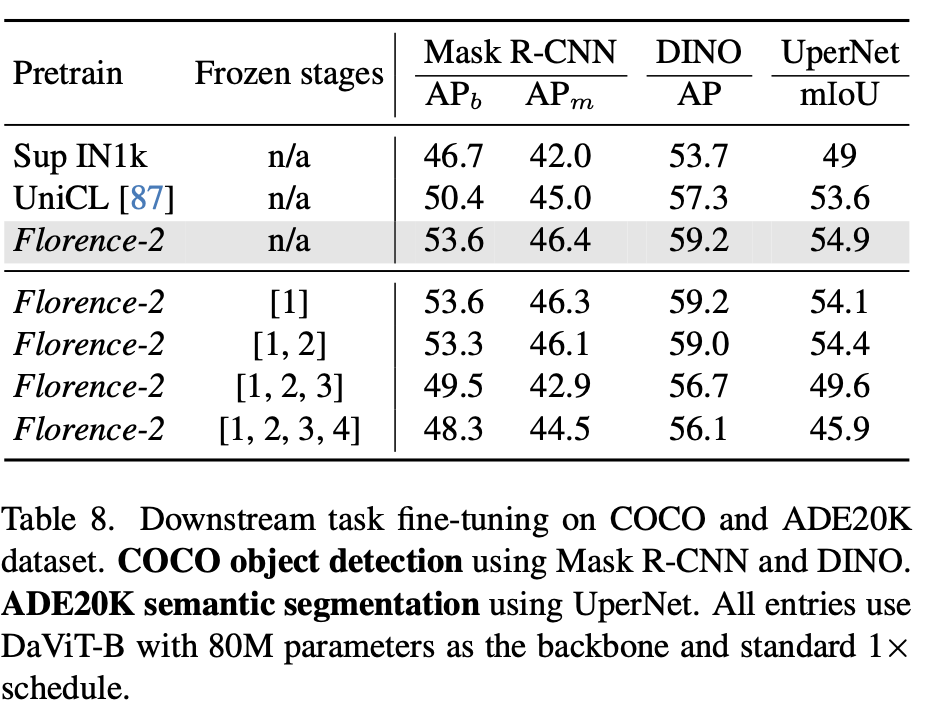 Pretrain Frozen stages Mask R-CNN DINO UperNet
AP_b AP_m AP mIoU
Sup IN1k n/a 46.7 42.0 53.7 49
UniCL [87] n/a 50.4 45.0 57.3 53.6
Florence-2 n/a 53.6 46.4 59.2 54.9
Florence-2 [1] 53.6 46.3 59.2 54.1
Florence-2 [1, 2] 53.3 46.1 59.0 54.4
Florence-2 [1, 2, 3] 49.5 42.9 56.7 49.6
Florence-2 [1, 2, 3, 4] 48.3 44.5 56.1 45.9
Table 8. Downstream task fine-tuning on COCO and ADE20K
dataset. COCO object detection using Mask R-CNN and DINO.
ADE20K semantic segmentation using UperNet. All entries use
DaViT-B with 80M parameters as the backbone and standard 1×
schedule.